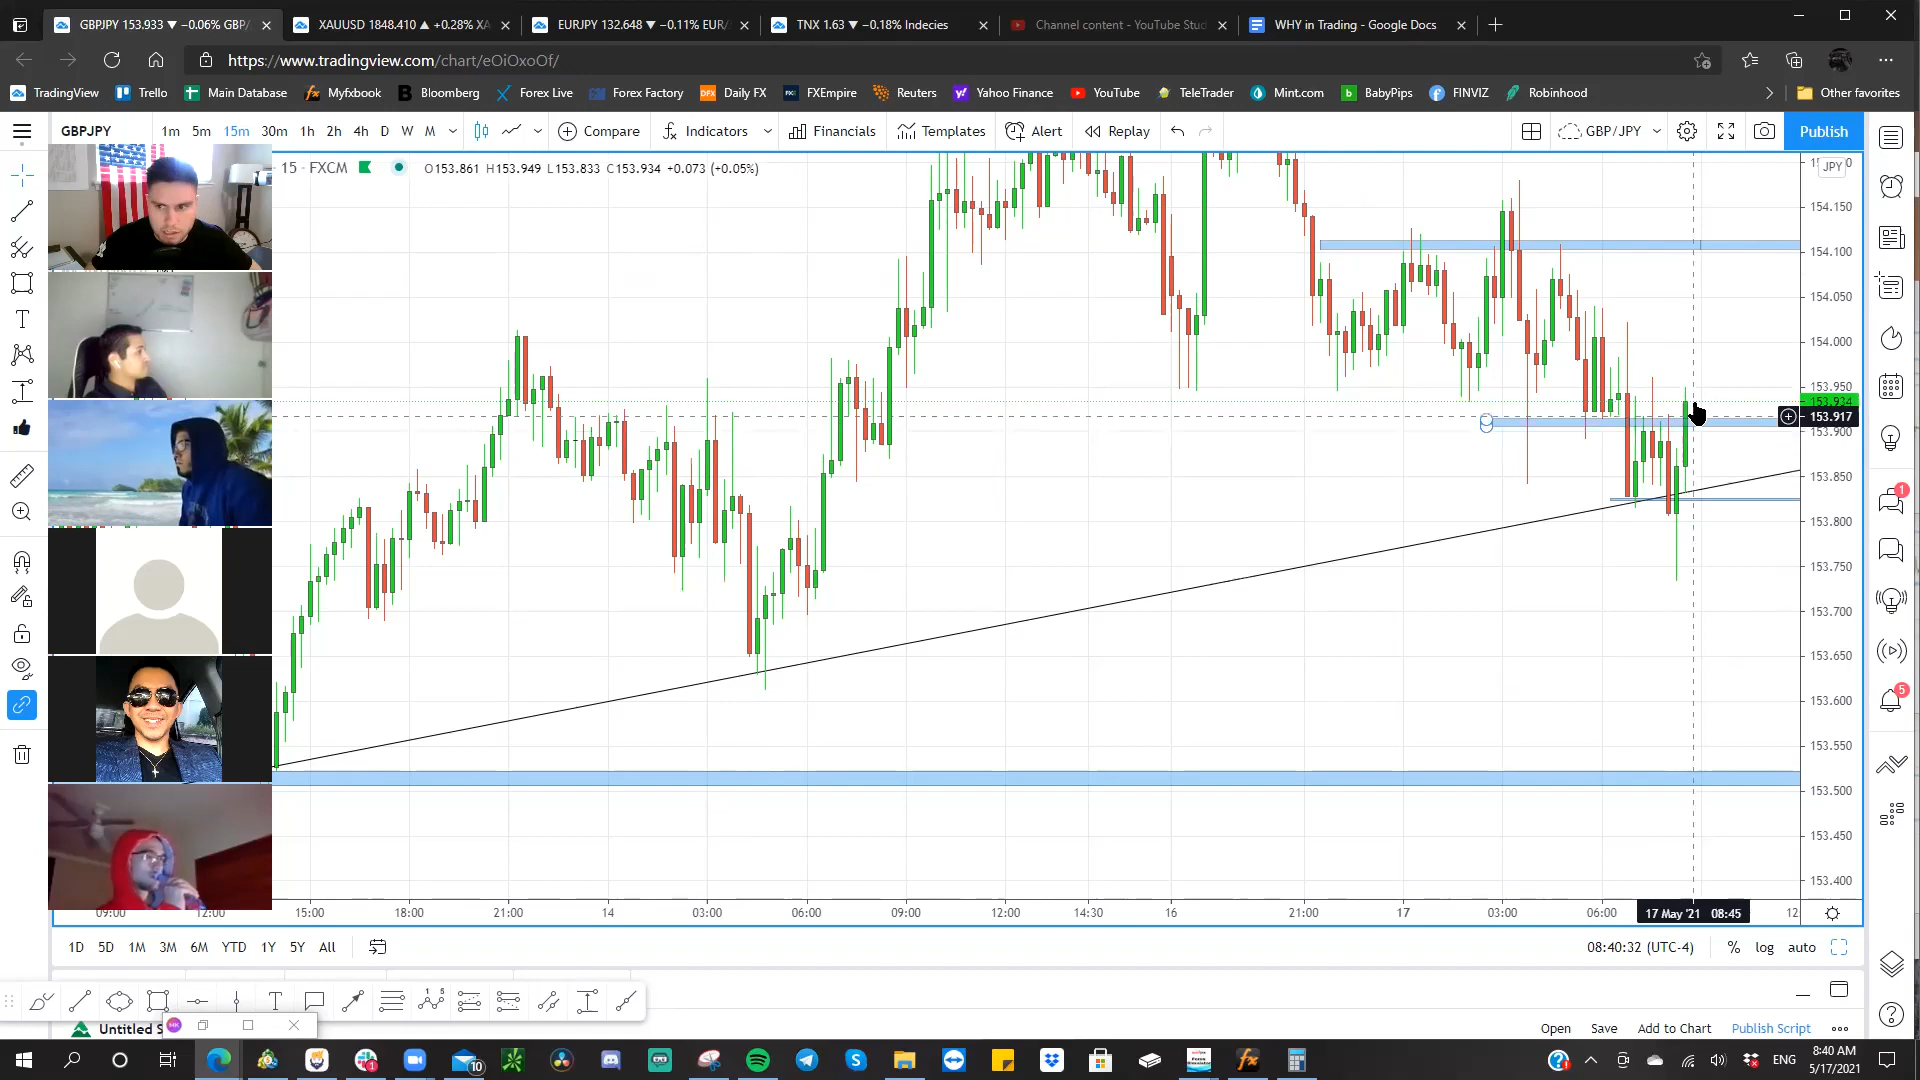 GBPJPY 153.933 ▼ −0.06% GBP/
XAUUSD 1848.410 ▲ +0.28% XA
EURJPY 132.648 ▼ −0.11% EUR/
TNX 1.63 ▼ −0.18% Indecies
Channel content - YouTube Stud
WHY in Trading - Google Docs
https://www.tradingview.com/chart/eOiOxoOf/
TradingView
Trello
Main Database
Myfxbook
Bloomberg
Forex Live
Forex Factory
Daily FX
FXEmpire
Reuters
Yahoo Finance
YouTube
TeleTrader
Mint.com
BabyPips
FINVIZ
Robinhood
Other favorites
GBPJPY
1m 5m 15m 30m 1h 2h 4h D W M
Compare
Indicators
Financials
Templates
Alert
Replay
GBP/JPY
Publish
15 - FXCM
O153.861 H153.949 L153.833 C153.934 +0.073 (+0.05%)
JPY
154.150
154.100
154.050
154.000
153.950
153.934
153.917
153.900
153.850
153.800
153.750
153.700
153.650
153.600
153.550
153.500
153.450
153.400
09:00 12:00 15:00 18:00 21:00 14 03:00 06:00 09:00 12:00 14:30 16 21:00 17 03:00 06:00 17 May '21 08:45 12:
1D 5D 1M 3M 6M YTD 1Y 5Y All
08:40:32 (UTC-4)
% log auto
Untitled S
MK
Open Save Add to Chart Publish Script
1
5
10
ENG
8:40 AM
5/17/2021